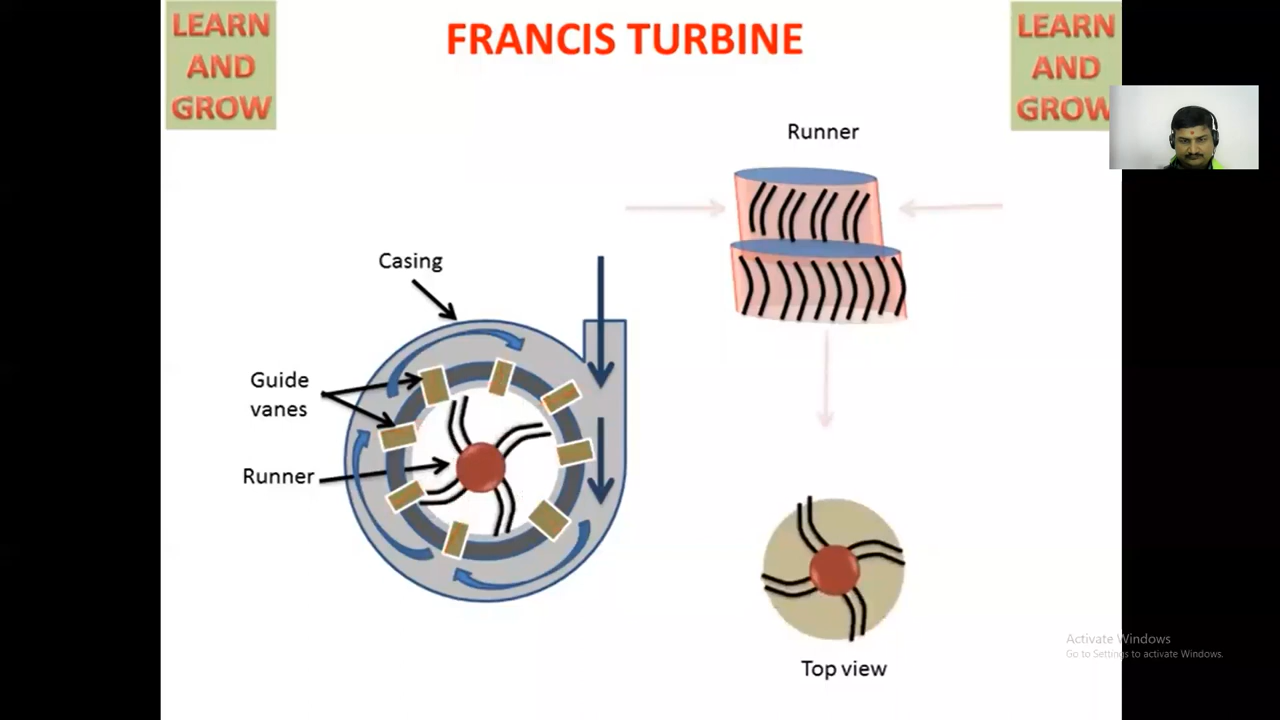 LEARN
AND
GROW
FRANCIS TURBINE
LEARN
AND
GROW
Runner
Casing
Guide
vanes
Runner
Top view
Activate Windows
Go to Settings to activate Windows.